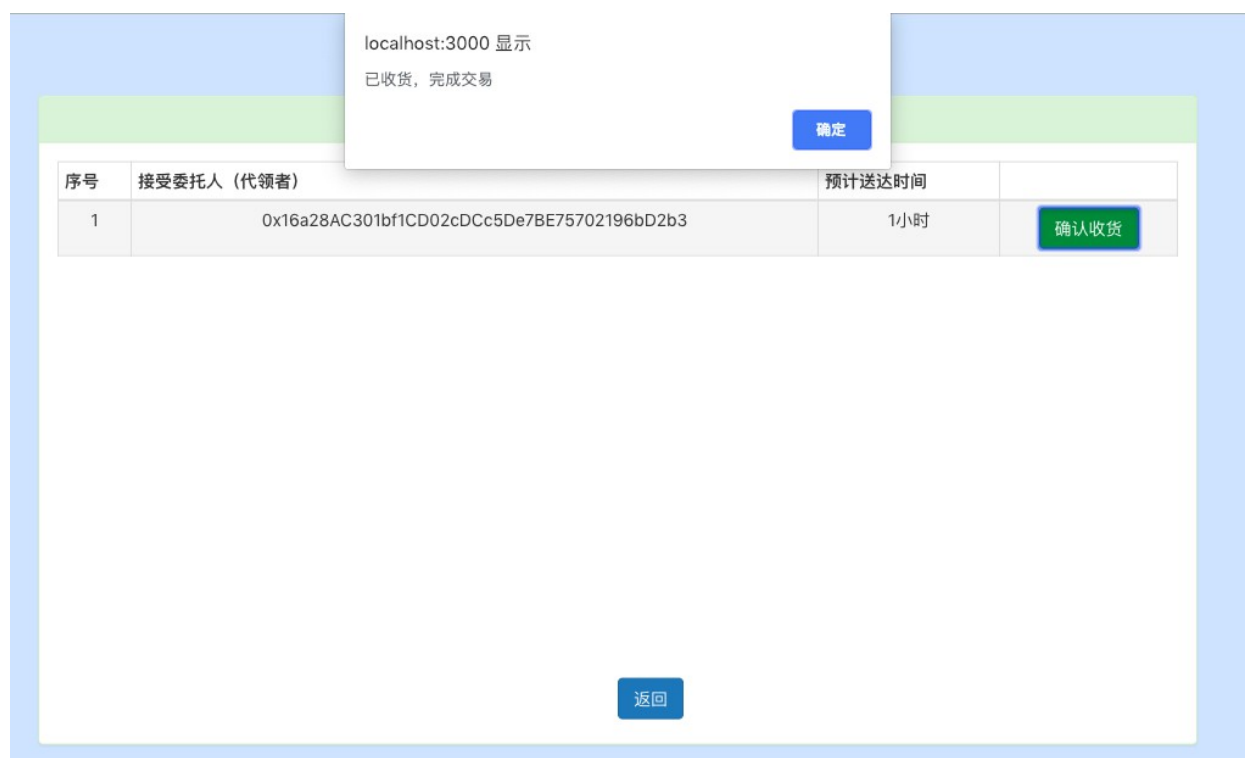 localhost:3000 显示
已收货，完成交易
确定
序号 接受委托人（代领者） 预计送达时间
1 0x16a28AC301bf1CD02cDCc5De7BE75702196bD2b3 1小时 确认收货
返回